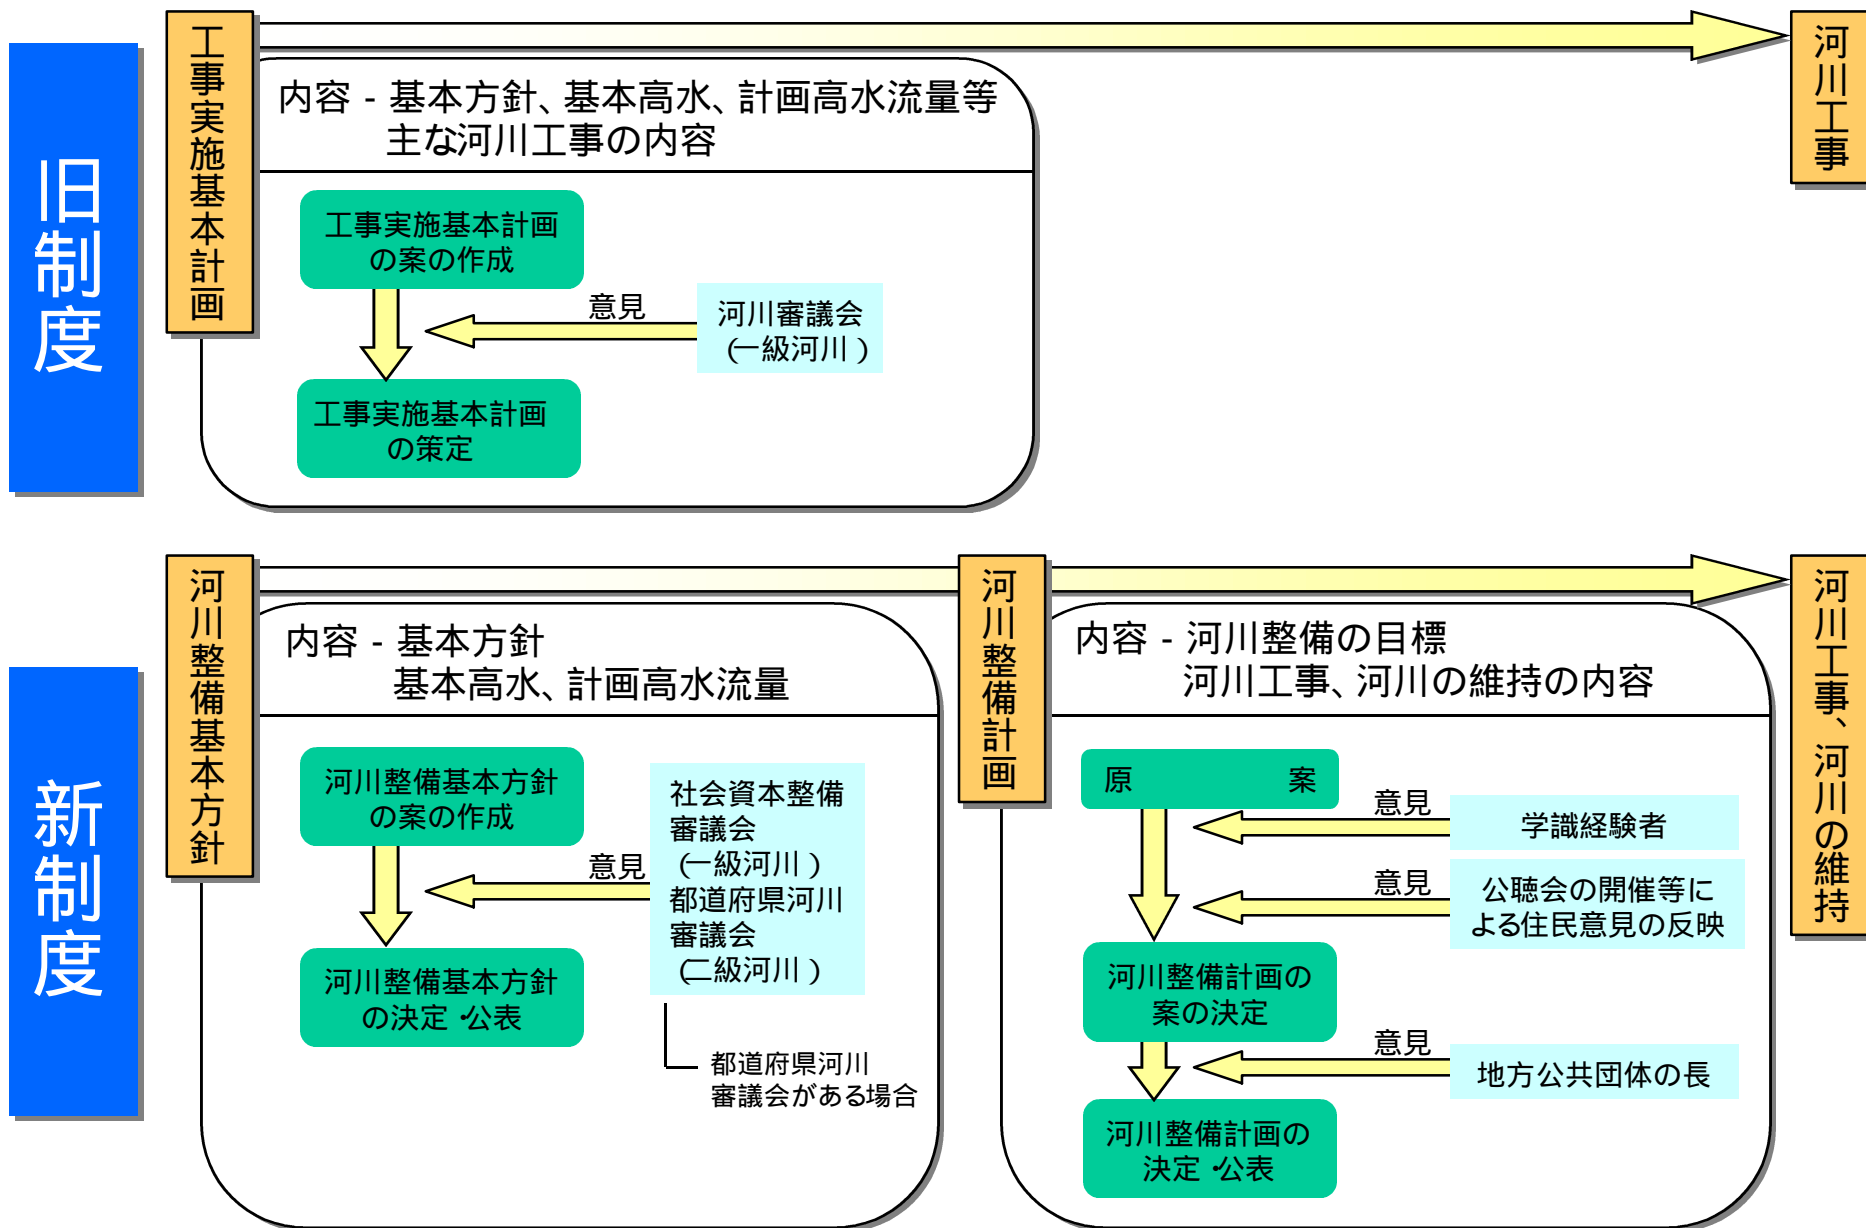 旧制度
工事実施基本計画
河川工事
内容 - 基本方針、基本高水、計画高水流量等
主な河川工事の内容
工事実施基本計画
の案の作成
意見
河川審議会
(一級河川)
工事実施基本計画
の策定
新制度
河川整備基本方針
内容 - 基本方針
基本高水、計画高水流量
河川整備基本方針
の案の作成
意見
社会資本整備
審議会
(一級河川)
都道府県河川
審議会
(二級河川)
河川整備基本方針
の決定・公表
都道府県河川
審議会がある場合
河川整備計画
内容 - 河川整備の目標
河川工事、河川の維持の内容
原 案
意見
学識経験者
意見
公聴会の開催等に
よる住民意見の反映
河川整備計画の
案の決定
意見
地方公共団体の長
河川整備計画の
決定・公表
河川工事、河川の維持